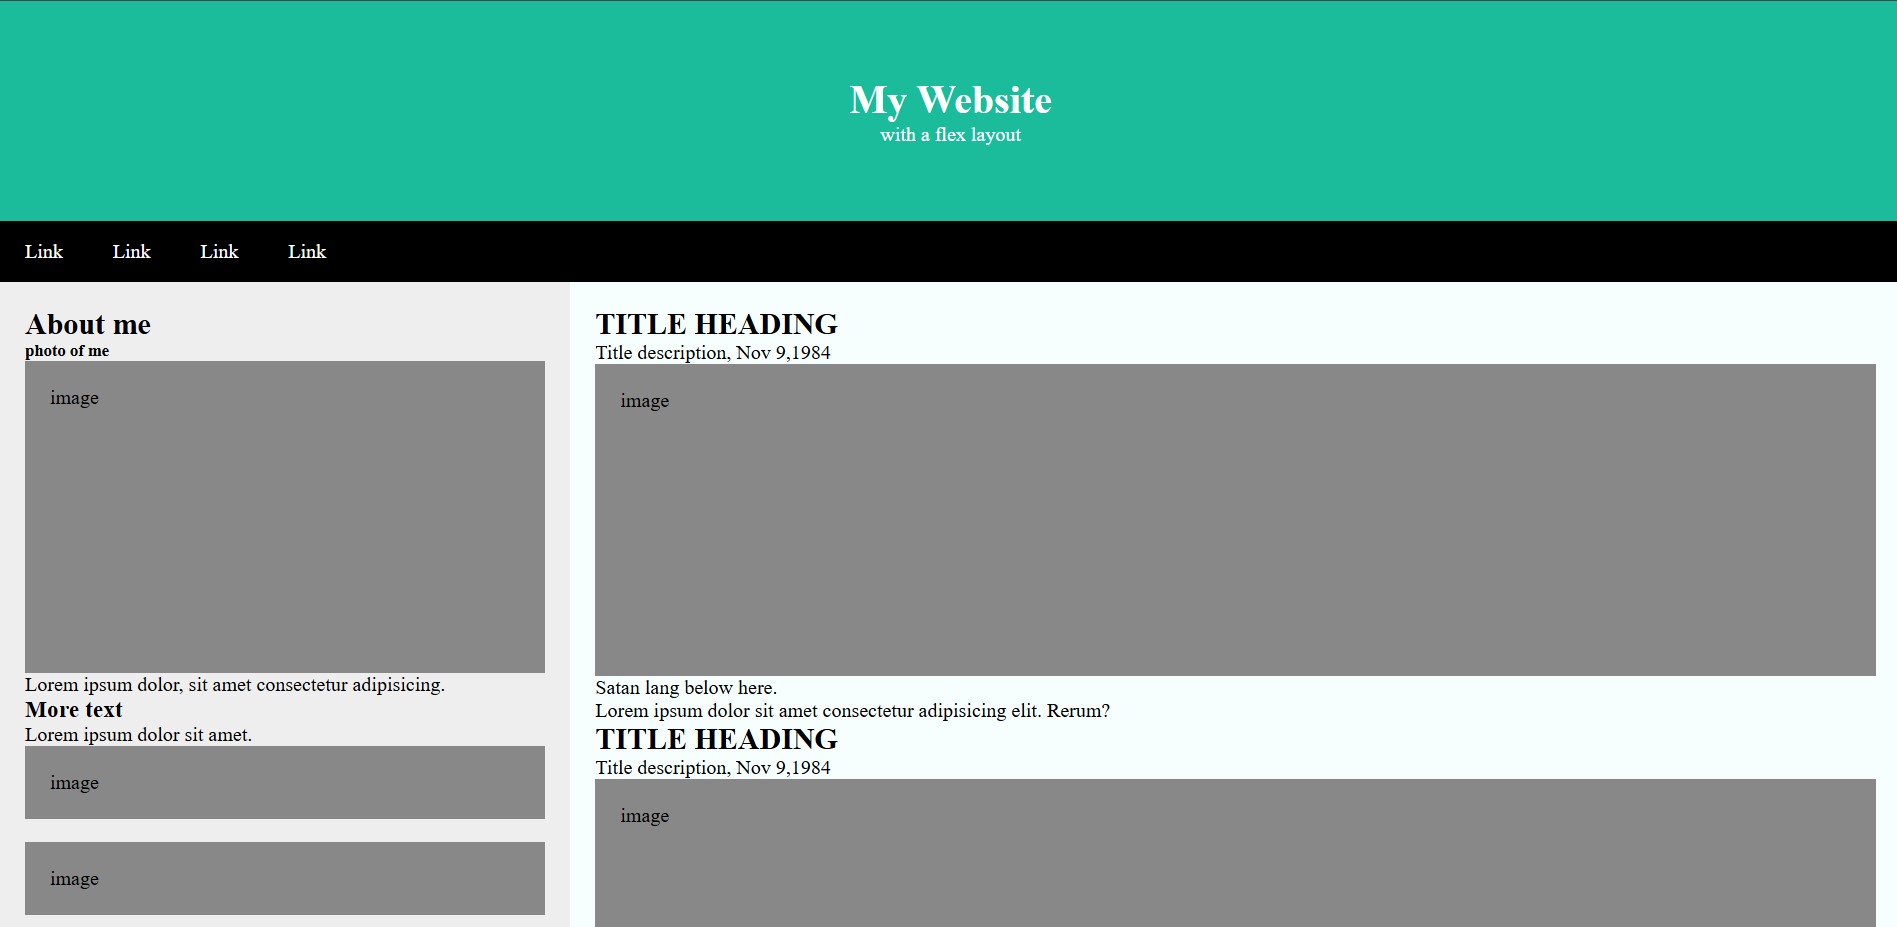 My Website
with a flex layout
Link Link Link Link
About me
photo of me
image
Lorem ipsum dolor, sit amet consectetur adipisicing.
More text
Lorem ipsum dolor sit amet.
image
image
TITLE HEADING
Title description, Nov 9,1984
image
Satan lang below here.
Lorem ipsum dolor sit amet consectetur adipisicing elit. Rerum?
TITLE HEADING
Title description, Nov 9,1984
image